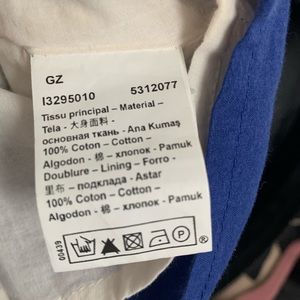 GZ
I3295010 5312077
Tissu principal – Material –
Tela - 大身面料 -
основная ткань - Ana Kumaş
100% Coton – Cotton –
Algodon - 棉 – хлопок - Pamuk
Doublure – Lining – Forro -
里布 – подклада - Astar
100% Coton – Cotton –
Algodon - 棉 – хлопок - Pamuk
00439
P
®